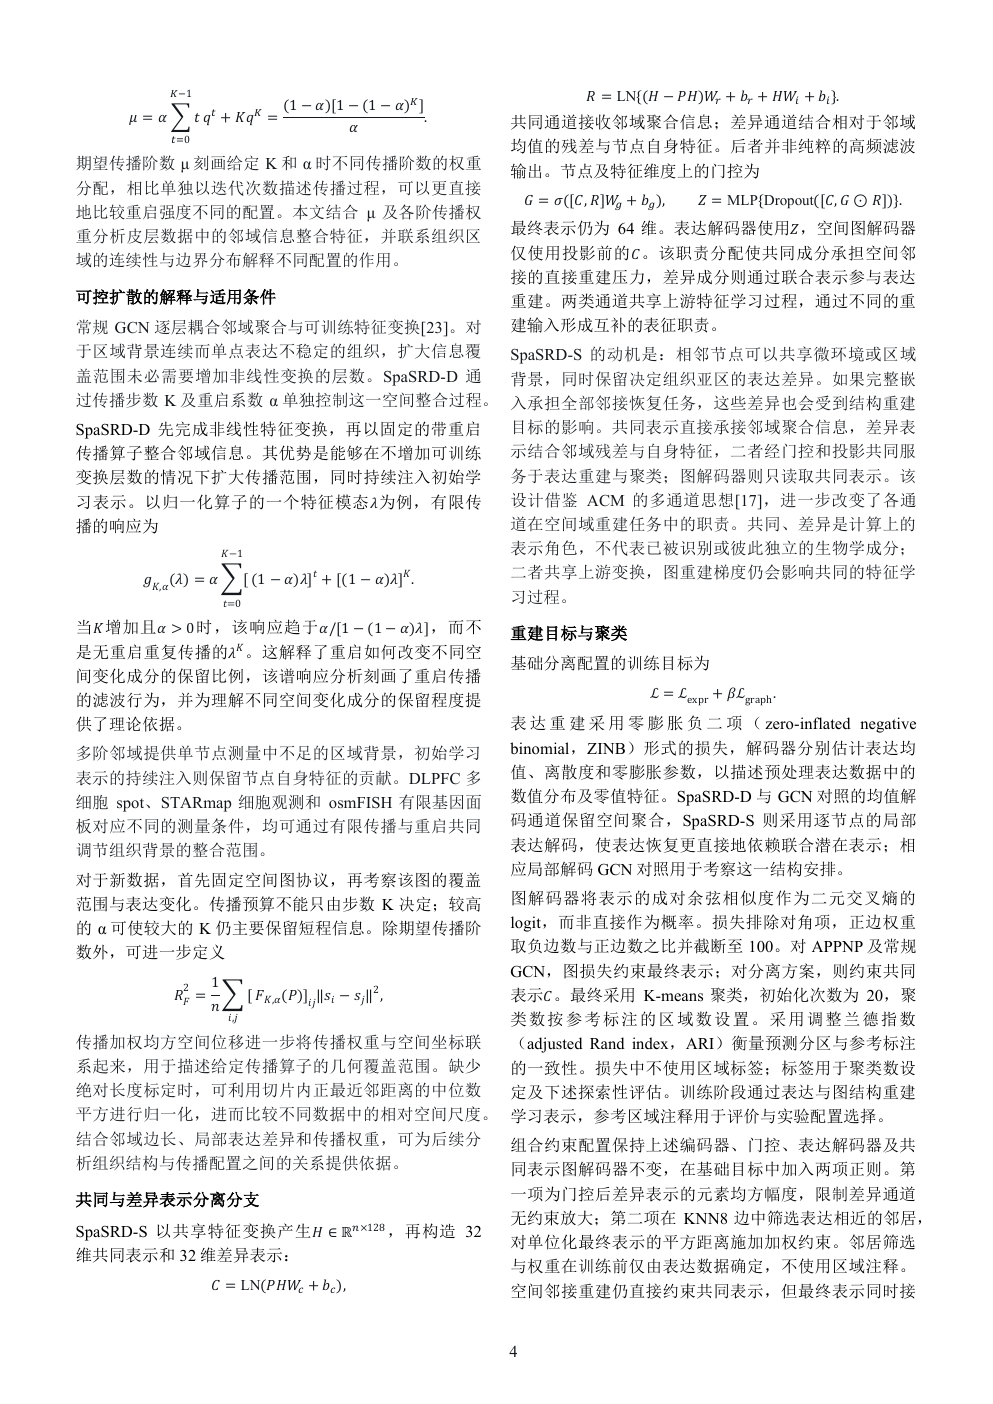 μ = α ∑_{t=0}^{K−1} t q^t + Kq^K = (1 − α)[1 − (1 − α)^K] / α.
期望传播阶数 μ 刻画给定 K 和 α 时不同传播阶数的权重
分配，相比单独以迭代次数描述传播过程，可以更直接
地比较重启强度不同的配置。本文结合 μ 及各阶传播权
重分析皮层数据中的邻域信息整合特征，并联系组织区
域的连续性与边界分布解释不同配置的作用。
可控扩散的解释与适用条件
常规 GCN 逐层耦合邻域聚合与可训练特征变换[23]。对
于区域背景连续而单点表达不稳定的组织，扩大信息覆
盖范围未必需要增加非线性变换的层数。SpaSRD-D 通
过传播步数 K 及重启系数 α 单独控制这一空间整合过程。
SpaSRD-D 先完成非线性特征变换，再以固定的带重启
传播算子整合邻域信息。其优势是能够在不增加可训练
变换层数的情况下扩大传播范围，同时持续注入初始学
习表示。以归一化算子的一个特征模态λ为例，有限传
播的响应为
g_{K,α}(λ) = α ∑_{t=0}^{K−1} [(1 − α)λ]^t + [(1 − α)λ]^K.
当K增加且α > 0时，该响应趋于α/[1 − (1 − α)λ]，而不
是无重启重复传播的λ^K。这解释了重启如何改变不同空
间变化成分的保留比例，该谱响应分析刻画了重启传播
的滤波行为，并为理解不同空间变化成分的保留程度提
供了理论依据。
多阶邻域提供单节点测量中不足的区域背景，初始学习
表示的持续注入则保留节点自身特征的贡献。DLPFC 多
细胞 spot、STARmap 细胞观测和 osmFISH 有限基因面
板对应不同的测量条件，均可通过有限传播与重启共同
调节组织背景的整合范围。
对于新数据，首先固定空间图协议，再考察该图的覆盖
范围与表达变化。传播预算不能只由步数 K 决定；较高
的 α 可使较大的 K 仍主要保留短程信息。除期望传播阶
数外，可进一步定义
R_F^2 = 1/n ∑_{i,j} [F_{K,α}(P)]_{ij}‖s_i − s_j‖^2,
传播加权均方空间位移进一步将传播权重与空间坐标联
系起来，用于描述给定传播算子的几何覆盖范围。缺少
绝对长度标定时，可利用切片内正最近邻距离的中位数
平方进行归一化，进而比较不同数据中的相对空间尺度。
结合邻域边长、局部表达差异和传播权重，可为后续分
析组织结构与传播配置之间的关系提供依据。
共同与差异表示分离分支
SpaSRD-S 以共享特征变换产生H ∈ ℝ^{n×128}，再构造 32
维共同表示和 32 维差异表示：
C = LN(PHW_c + b_c),
R = LN{(H − PH)W_r + b_r + HW_i + b_i}.
共同通道接收邻域聚合信息；差异通道结合相对于邻域
均值的残差与节点自身特征。后者并非纯粹的高频滤波
输出。节点及特征维度上的门控为
G = σ([C, R]W_g + b_g), Z = MLP{Dropout([C, G ⊙ R])}.
最终表示仍为 64 维。表达解码器使用Z，空间图解码器
仅使用投影前的C。该职责分配使共同成分承担空间邻
接的直接重建压力，差异成分则通过联合表示参与表达
重建。两类通道共享上游特征学习过程，通过不同的重
建输入形成互补的表征职责。
SpaSRD-S 的动机是：相邻节点可以共享微环境或区域
背景，同时保留决定组织亚区的表达差异。如果完整嵌
入承担全部邻接恢复任务，这些差异也会受到结构重建
目标的影响。共同表示直接承接邻域聚合信息，差异表
示结合邻域残差与自身特征，二者经门控和投影共同服
务于表达重建与聚类；图解码器则只读取共同表示。该
设计借鉴 ACM 的多通道思想[17]，进一步改变了各通
道在空间域重建任务中的职责。共同、差异是计算上的
表示角色，不代表已被识别或彼此独立的生物学成分；
二者共享上游变换，图重建梯度仍会影响共同的特征学
习过程。
重建目标与聚类
基础分离配置的训练目标为
ℒ = ℒ_expr + βℒ_graph.
表达重建采用零膨胀负二项（zero-inflated negative
binomial，ZINB）形式的损失，解码器分别估计表达均
值、离散度和零膨胀参数，以描述预处理表达数据中的
数值分布及零值特征。SpaSRD-D 与 GCN 对照的均值解
码通道保留空间聚合，SpaSRD-S 则采用逐节点的局部
表达解码，使表达恢复更直接地依赖联合潜在表示；相
应局部解码 GCN 对照用于考察这一结构安排。
图解码器将表示的成对余弦相似度作为二元交叉熵的
logit，而非直接作为概率。损失排除对角项，正边权重
取负边数与正边数之比并截断至 100。对 APPNP 及常规
GCN，图损失约束最终表示；对分离方案，则约束共同
表示C。最终采用 K-means 聚类，初始化次数为 20，聚
类数按参考标注的区域数设置。采用调整兰德指数
（adjusted Rand index，ARI）衡量预测分区与参考标注
的一致性。损失中不使用区域标签；标签用于聚类数设
定及下述探索性评估。训练阶段通过表达与图结构重建
学习表示，参考区域注释用于评价与实验配置选择。
组合约束配置保持上述编码器、门控、表达解码器及共
同表示图解码器不变，在基础目标中加入两项正则。第
一项为门控后差异表示的元素均方幅度，限制差异通道
无约束放大；第二项在 KNN8 边中筛选表达相近的邻居，
对单位化最终表示的平方距离施加加权约束。邻居筛选
与权重在训练前仅由表达数据确定，不使用区域注释。
空间邻接重建仍直接约束共同表示，但最终表示同时接
4